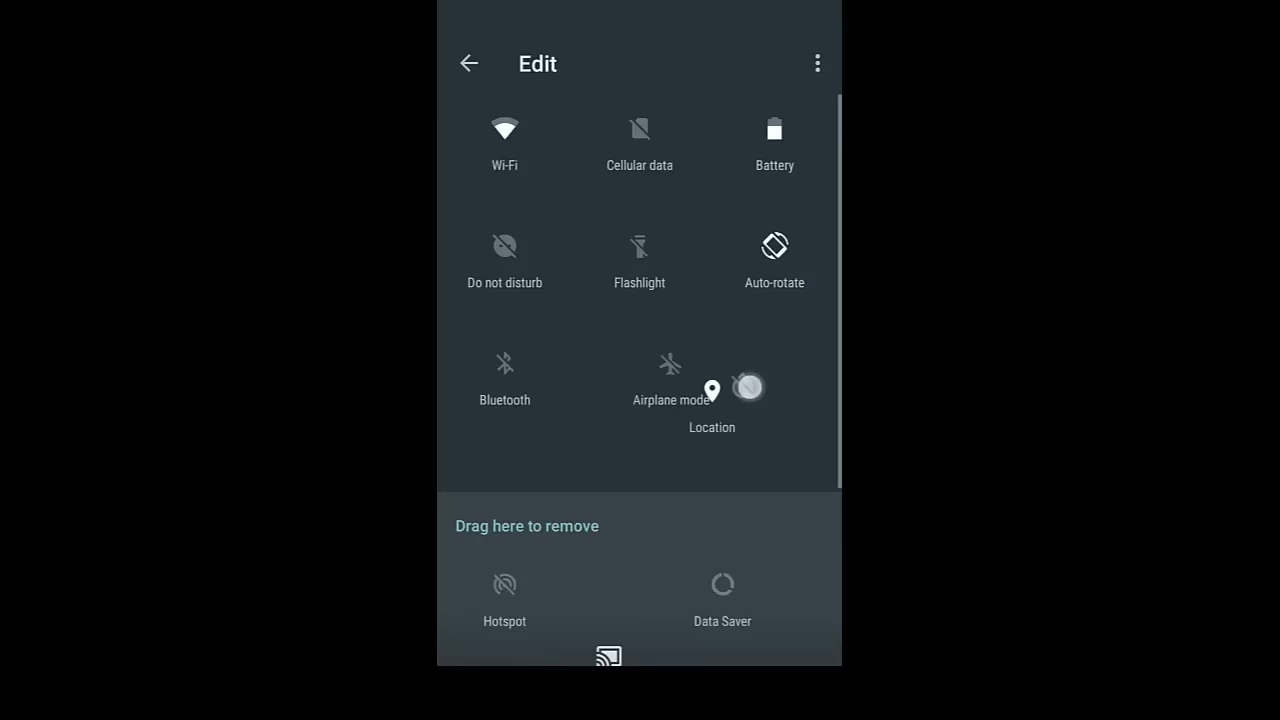 Edit
Wi-Fi
Cellular data
Battery
Do not disturb
Flashlight
Auto-rotate
Bluetooth
Airplane mode
Location
Drag here to remove
Hotspot
Data Saver